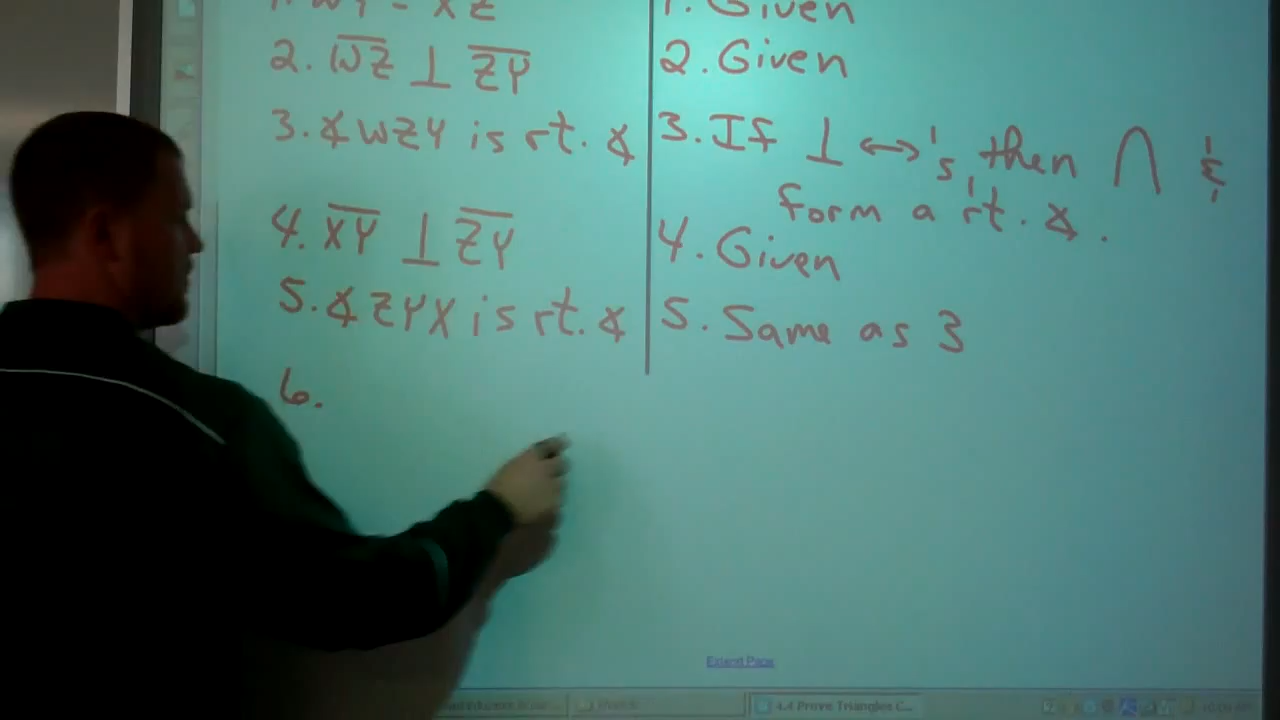 WY = XZ 1. Given
2. WZ ⊥ ZY 2. Given
3. ∡WZY is rt. ∡ 3. If ⊥ ↔'s, then ∩ &
form a rt. ∡.
4. XY ⊥ ZY 4. Given
5. ∡ZYX is rt. ∡ 5. Same as 3
6.
Extend Page
4.4 Prove Triangles C...